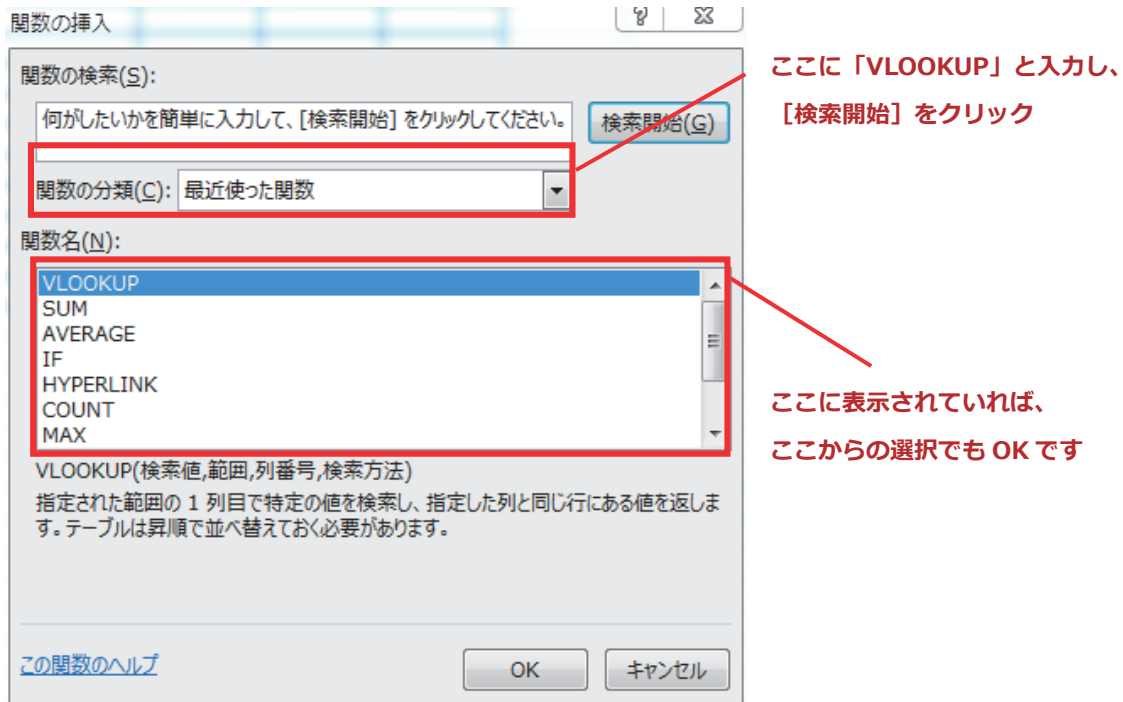 関数の挿入
関数の検索(S):
何がしたいかを簡単に入力して、[検索開始] をクリックしてください。
検索開始(G)
関数の分類(C): 最近使った関数
関数名(N):
VLOOKUP
SUM
AVERAGE
IF
HYPERLINK
COUNT
MAX
VLOOKUP(検索値,範囲,列番号,検索方法)
指定された範囲の 1 列目で特定の値を検索し、指定した列と同じ行にある値を返しま
す。テーブルは昇順で並べ替えておく必要があります。
この関数のヘルプ
OK
キャンセル
ここに「VLOOKUP」と入力し、
[検索開始]をクリック
ここに表示されていれば、
ここからの選択でも OK です